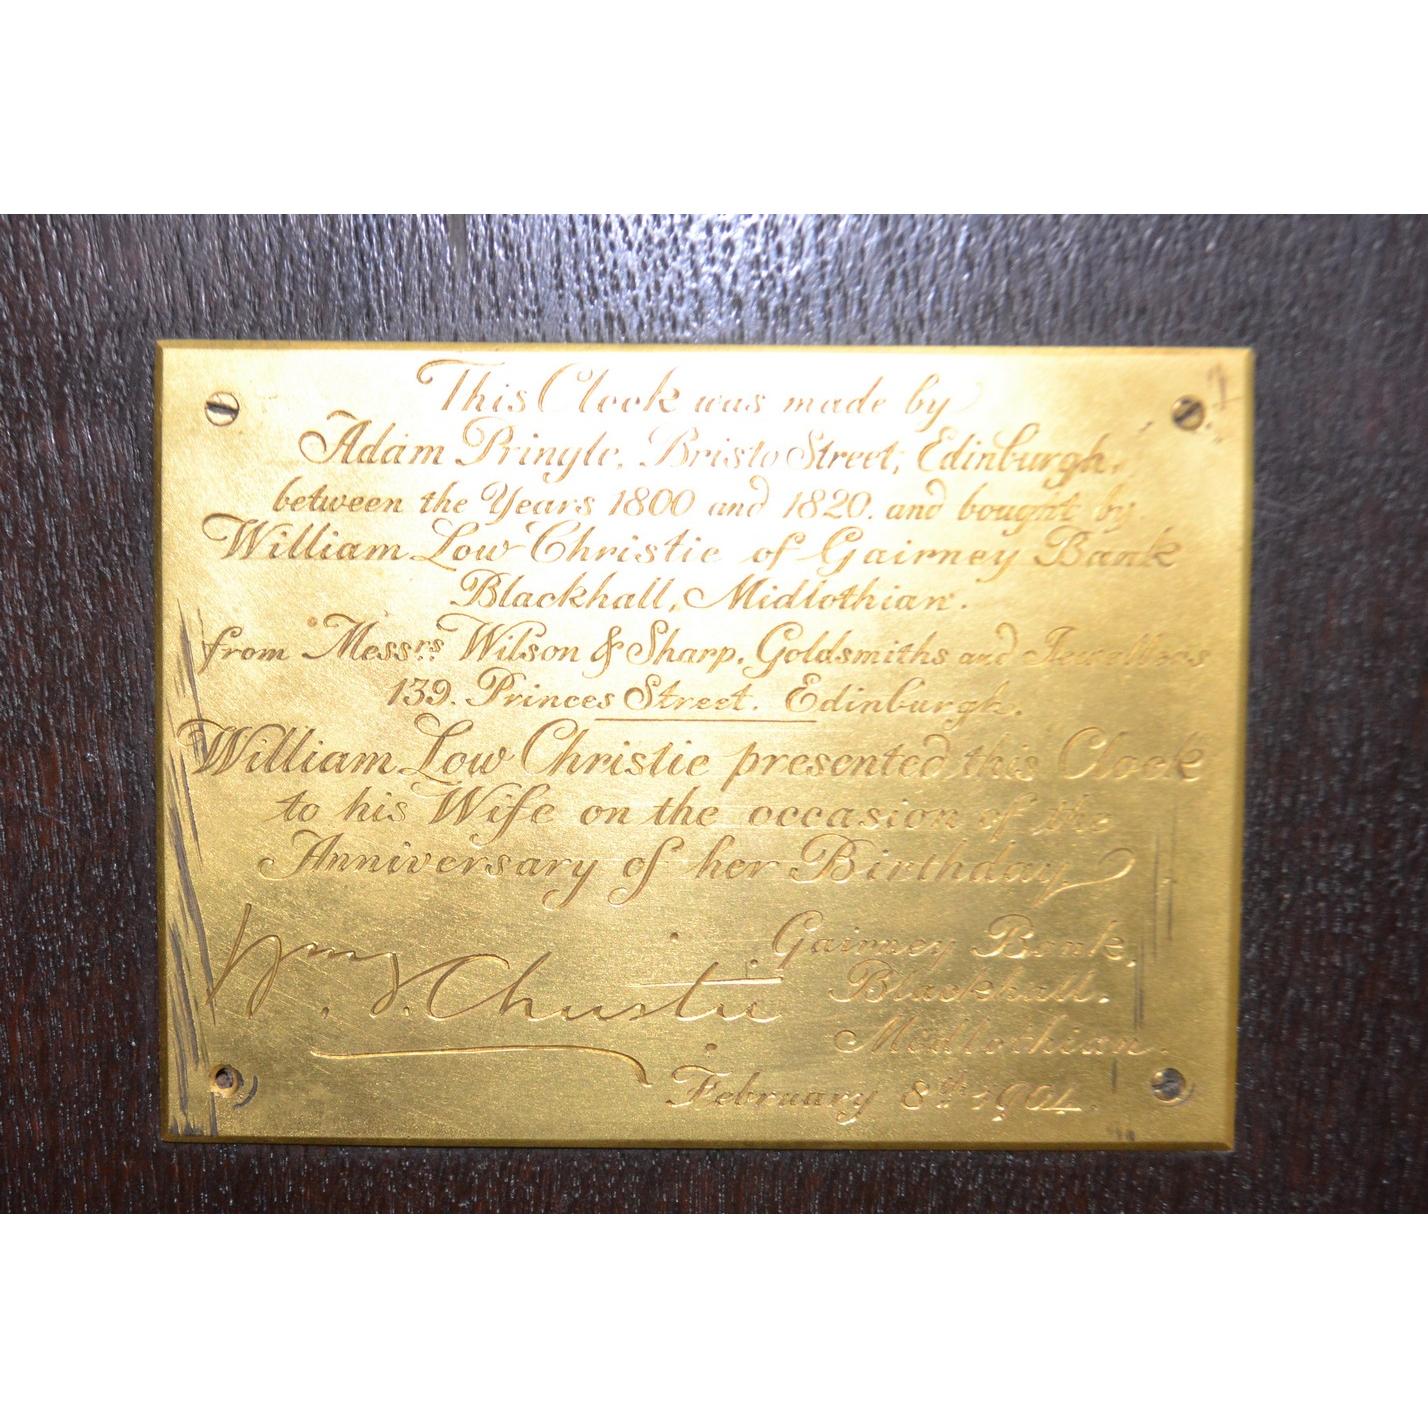 This Clock was made by
Adam Pringle, Bristo Street, Edinburgh,
between the Years 1800 and 1820. and bought by
William Low Christie of Gairney Bank
Blackhall, Midlothian.
from Messrs. Wilson & Sharp, Goldsmiths and Jewellers
139. Princes Street. Edinburgh.
William Low Christie presented this Clock
to his Wife on the occasion of the
Anniversary of her Birthday
Gairney Bank,
Blackhall.
Wm. L. Christie
Midlothian.
February 8th 1904.